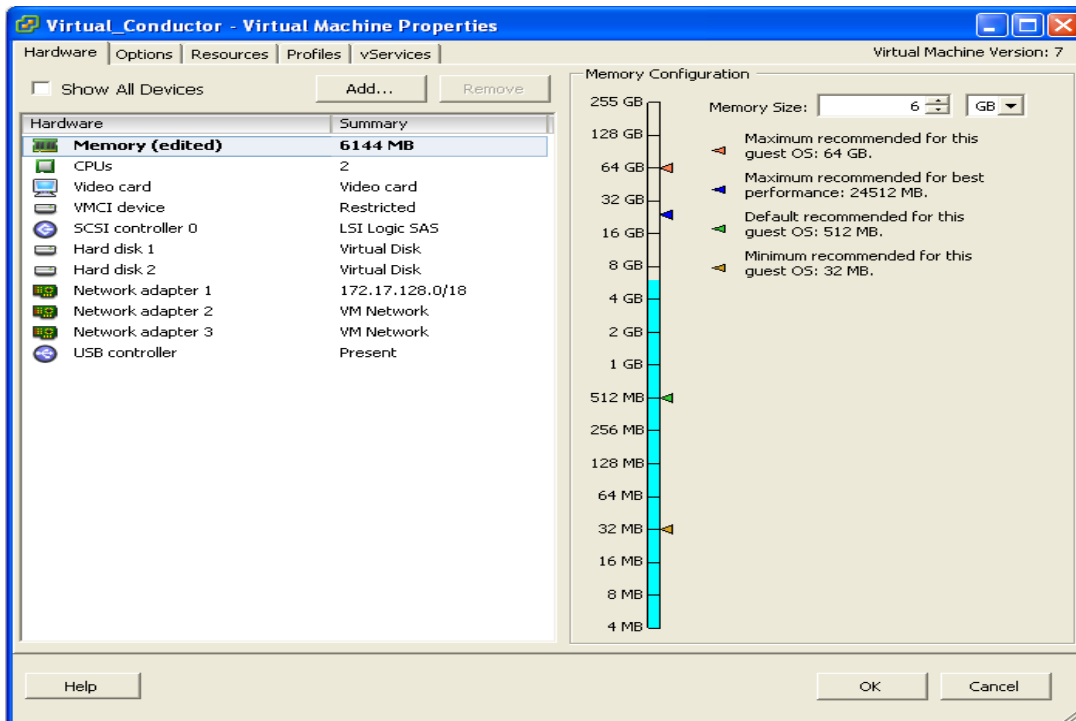 Virtual_Conductor - Virtual Machine Properties
Hardware Options Resources Profiles vServices Virtual Machine Version: 7
Show All Devices Add... Remove
Hardware Summary
Memory (edited) 6144 MB
CPUs 2
Video card Video card
VMCI device Restricted
SCSI controller 0 LSI Logic SAS
Hard disk 1 Virtual Disk
Hard disk 2 Virtual Disk
Network adapter 1 172.17.128.0/18
Network adapter 2 VM Network
Network adapter 3 VM Network
USB controller Present
Memory Configuration
Memory Size: 6 GB
255 GB
128 GB
64 GB
32 GB
16 GB
8 GB
4 GB
2 GB
1 GB
512 MB
256 MB
128 MB
64 MB
32 MB
16 MB
8 MB
4 MB
Maximum recommended for this
guest OS: 64 GB.
Maximum recommended for best
performance: 24512 MB.
Default recommended for this
guest OS: 512 MB.
Minimum recommended for this
guest OS: 32 MB.
Help OK Cancel